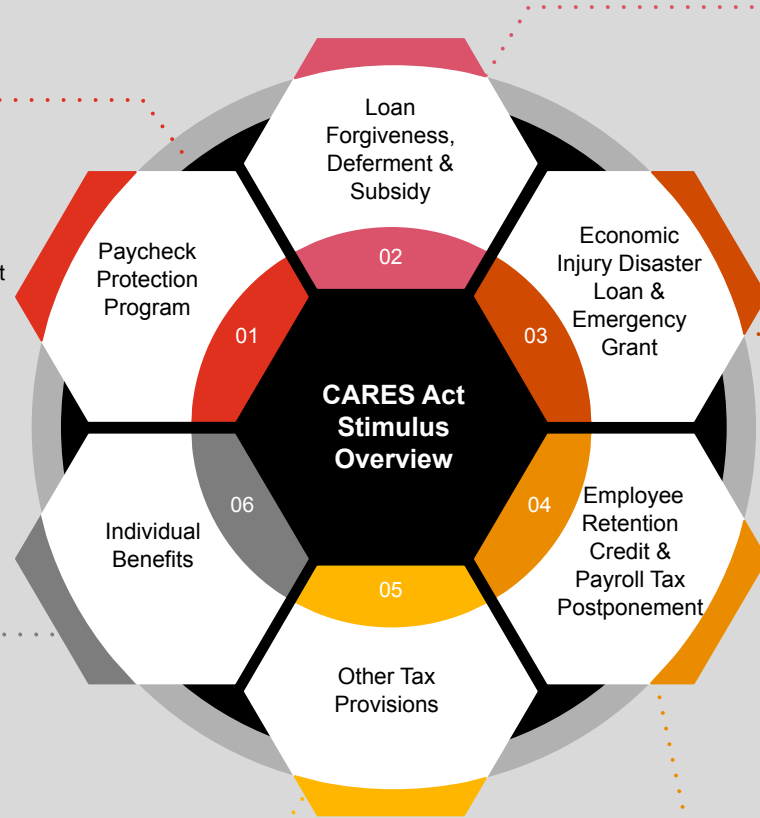 Loan
Forgiveness,
Deferment &
Subsidy
02
Paycheck
Protection
Program
01
Economic
Injury Disaster
Loan &
Emergency
Grant
03
CARES Act
Stimulus
Overview
Employee
Retention
Credit &
Payroll Tax
Postponement
04
Other Tax
Provisions
05
Individual
Benefits
06
t